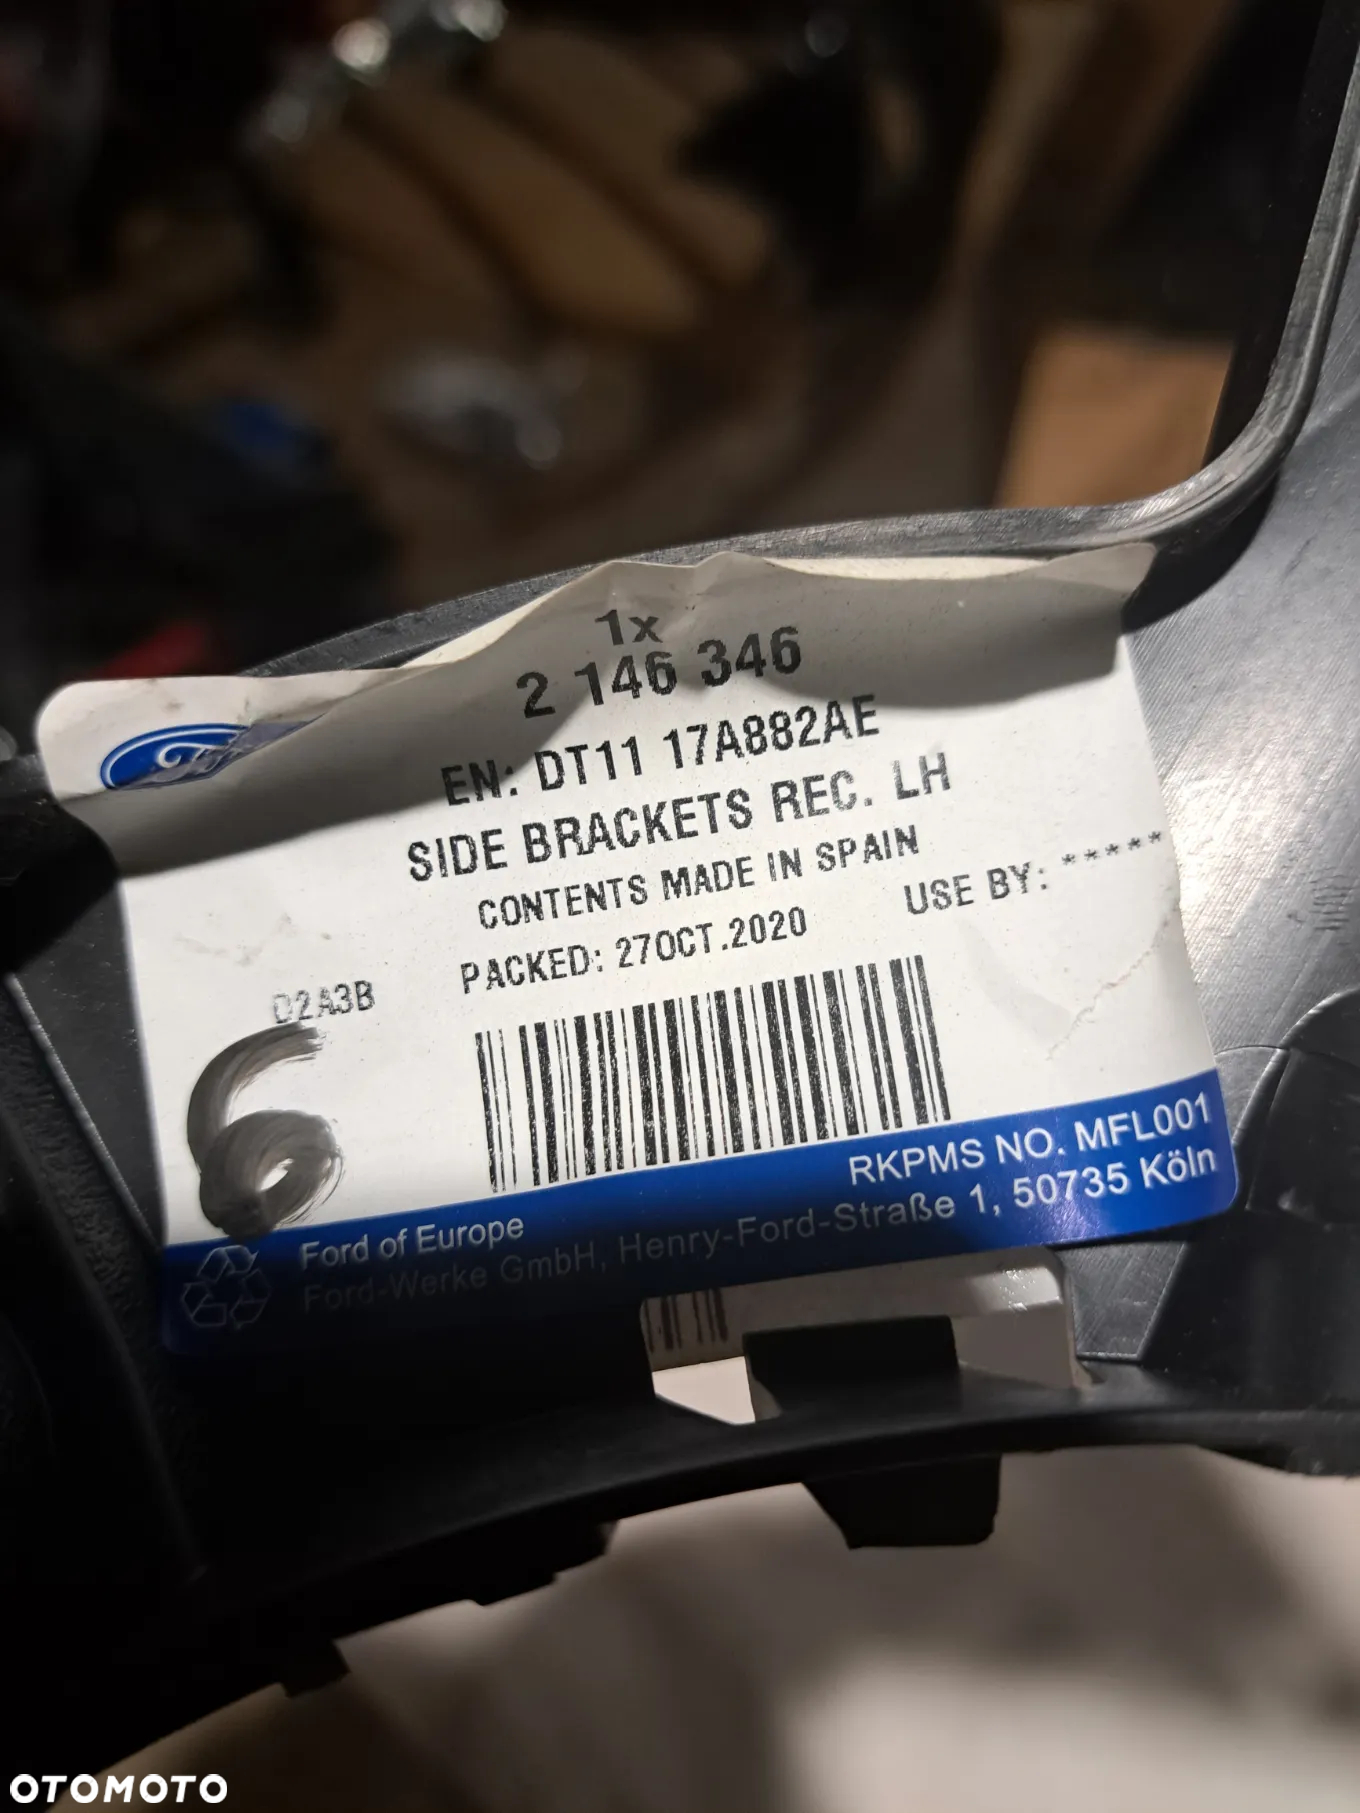 1x
2 146 346
Ford
EN: DT11 17A882AE
SIDE BRACKETS REC. LH
CONTENTS MADE IN SPAIN
USE BY: *****
PACKED: 27OCT.2020
D2A3B
6
RKPMS NO. MFL001
Ford of Europe
Ford-Werke GmbH, Henry-Ford-Straße 1, 50735 Köln
OTOMOTO